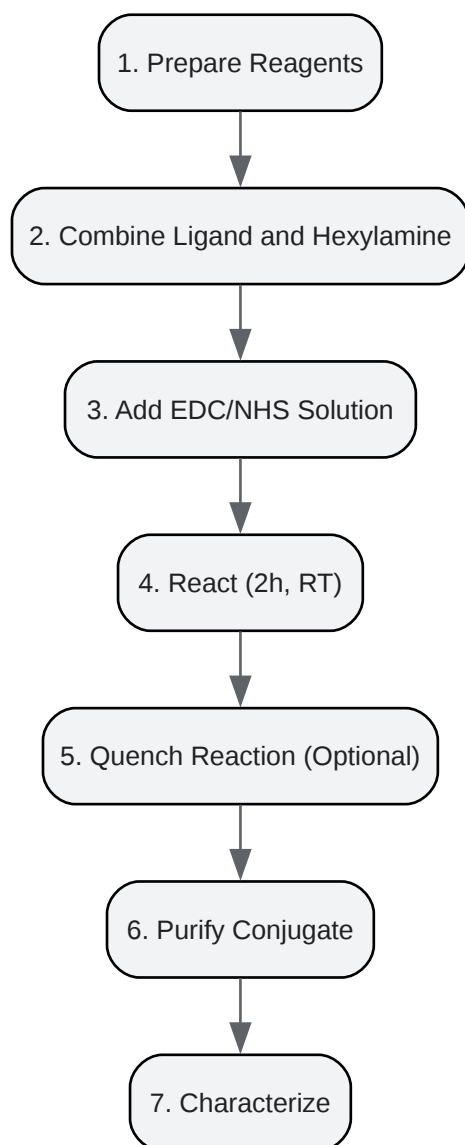 1. Prepare Reagents
2. Combine Ligand and Hexylamine
3. Add EDC/NHS Solution
4. React (2h, RT)
5. Quench Reaction (Optional)
6. Purify Conjugate
7. Characterize